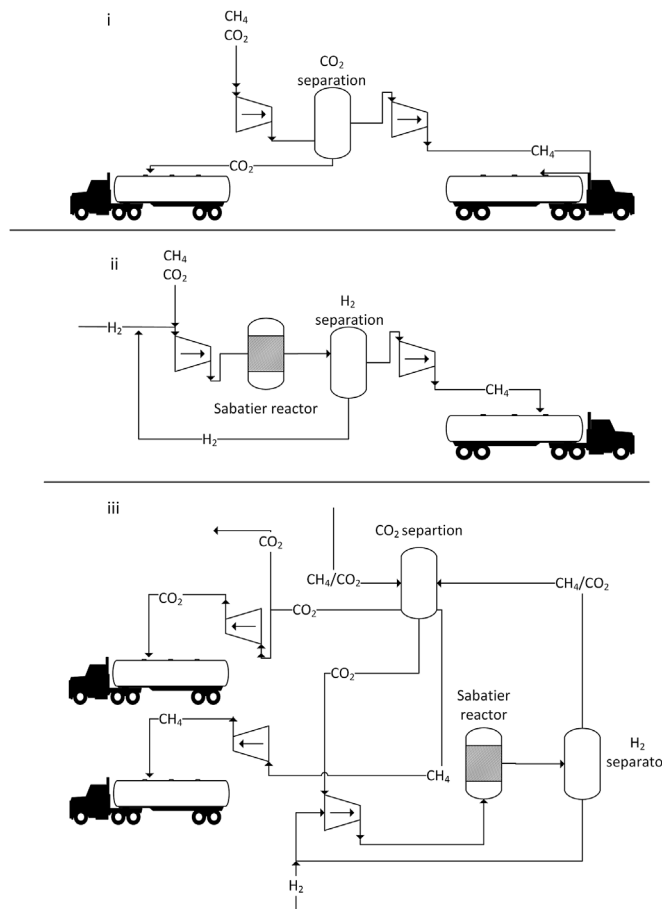 i
CH₄
CO₂
CO₂
separation
CO₂
CH₄
ii
CH₄
CO₂
H₂
H₂
separation
Sabatier reactor
CH₄
H₂
iii
CO₂ separtion
CO₂
CH₄/CO₂
CH₄/CO₂
CO₂
CO₂
CO₂
Sabatier
reactor
CH₄
H₂
separato
CH₄
H₂